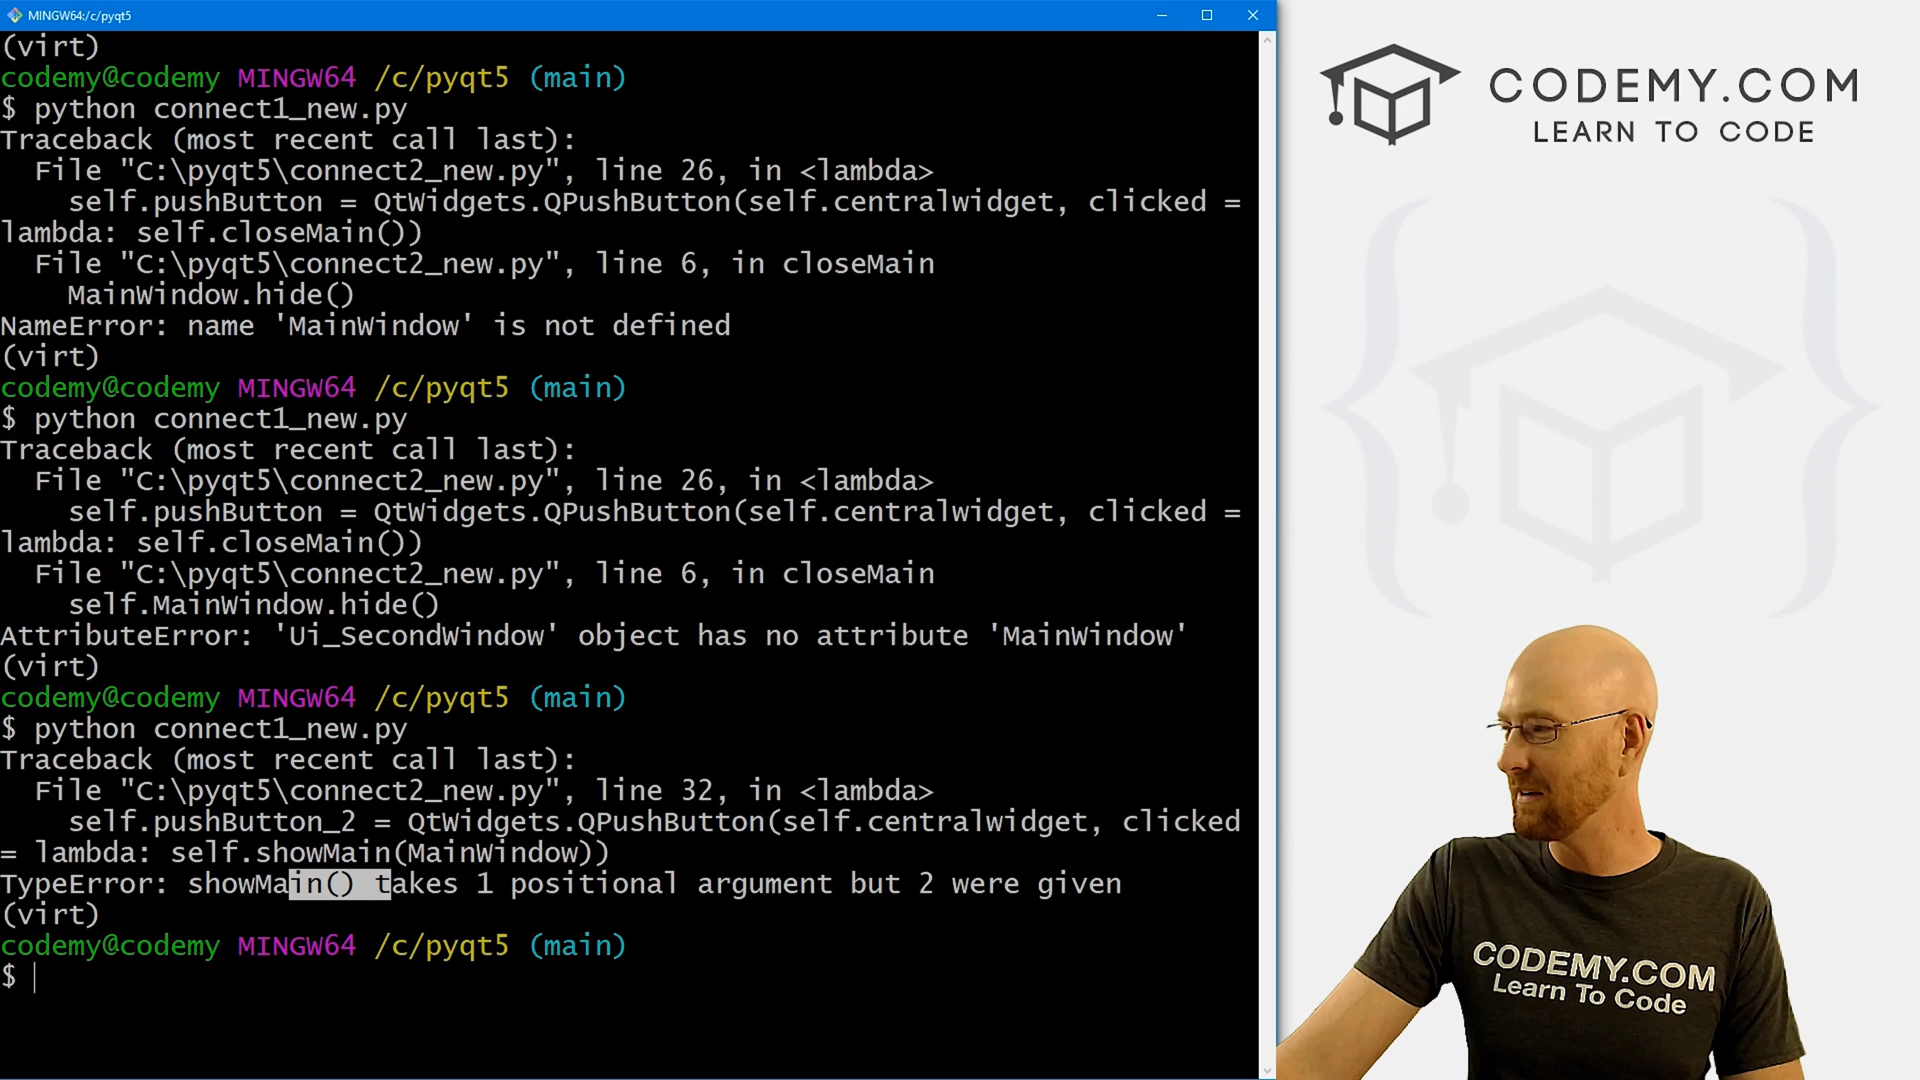 MINGW64:/c/pyqt5
(virt)
codemy@codemy MINGW64 /c/pyqt5 (main)
$ python connect1_new.py
Traceback (most recent call last):
  File "C:\pyqt5\connect2_new.py", line 26, in <lambda>
    self.pushButton = QtWidgets.QPushButton(self.centralwidget, clicked =
lambda: self.closeMain())
  File "C:\pyqt5\connect2_new.py", line 6, in closeMain
    MainWindow.hide()
NameError: name 'MainWindow' is not defined
(virt)
codemy@codemy MINGW64 /c/pyqt5 (main)
$ python connect1_new.py
Traceback (most recent call last):
  File "C:\pyqt5\connect2_new.py", line 26, in <lambda>
    self.pushButton = QtWidgets.QPushButton(self.centralwidget, clicked =
lambda: self.closeMain())
  File "C:\pyqt5\connect2_new.py", line 6, in closeMain
    self.MainWindow.hide()
AttributeError: 'Ui_SecondWindow' object has no attribute 'MainWindow'
(virt)
codemy@codemy MINGW64 /c/pyqt5 (main)
$ python connect1_new.py
Traceback (most recent call last):
  File "C:\pyqt5\connect2_new.py", line 32, in <lambda>
    self.pushButton_2 = QtWidgets.QPushButton(self.centralwidget, clicked
= lambda: self.showMain(MainWindow))
TypeError: showMain() takes 1 positional argument but 2 were given
(virt)
codemy@codemy MINGW64 /c/pyqt5 (main)
$
CODEMY.COM
LEARN TO CODE
CODEMY.COM
Learn To Code